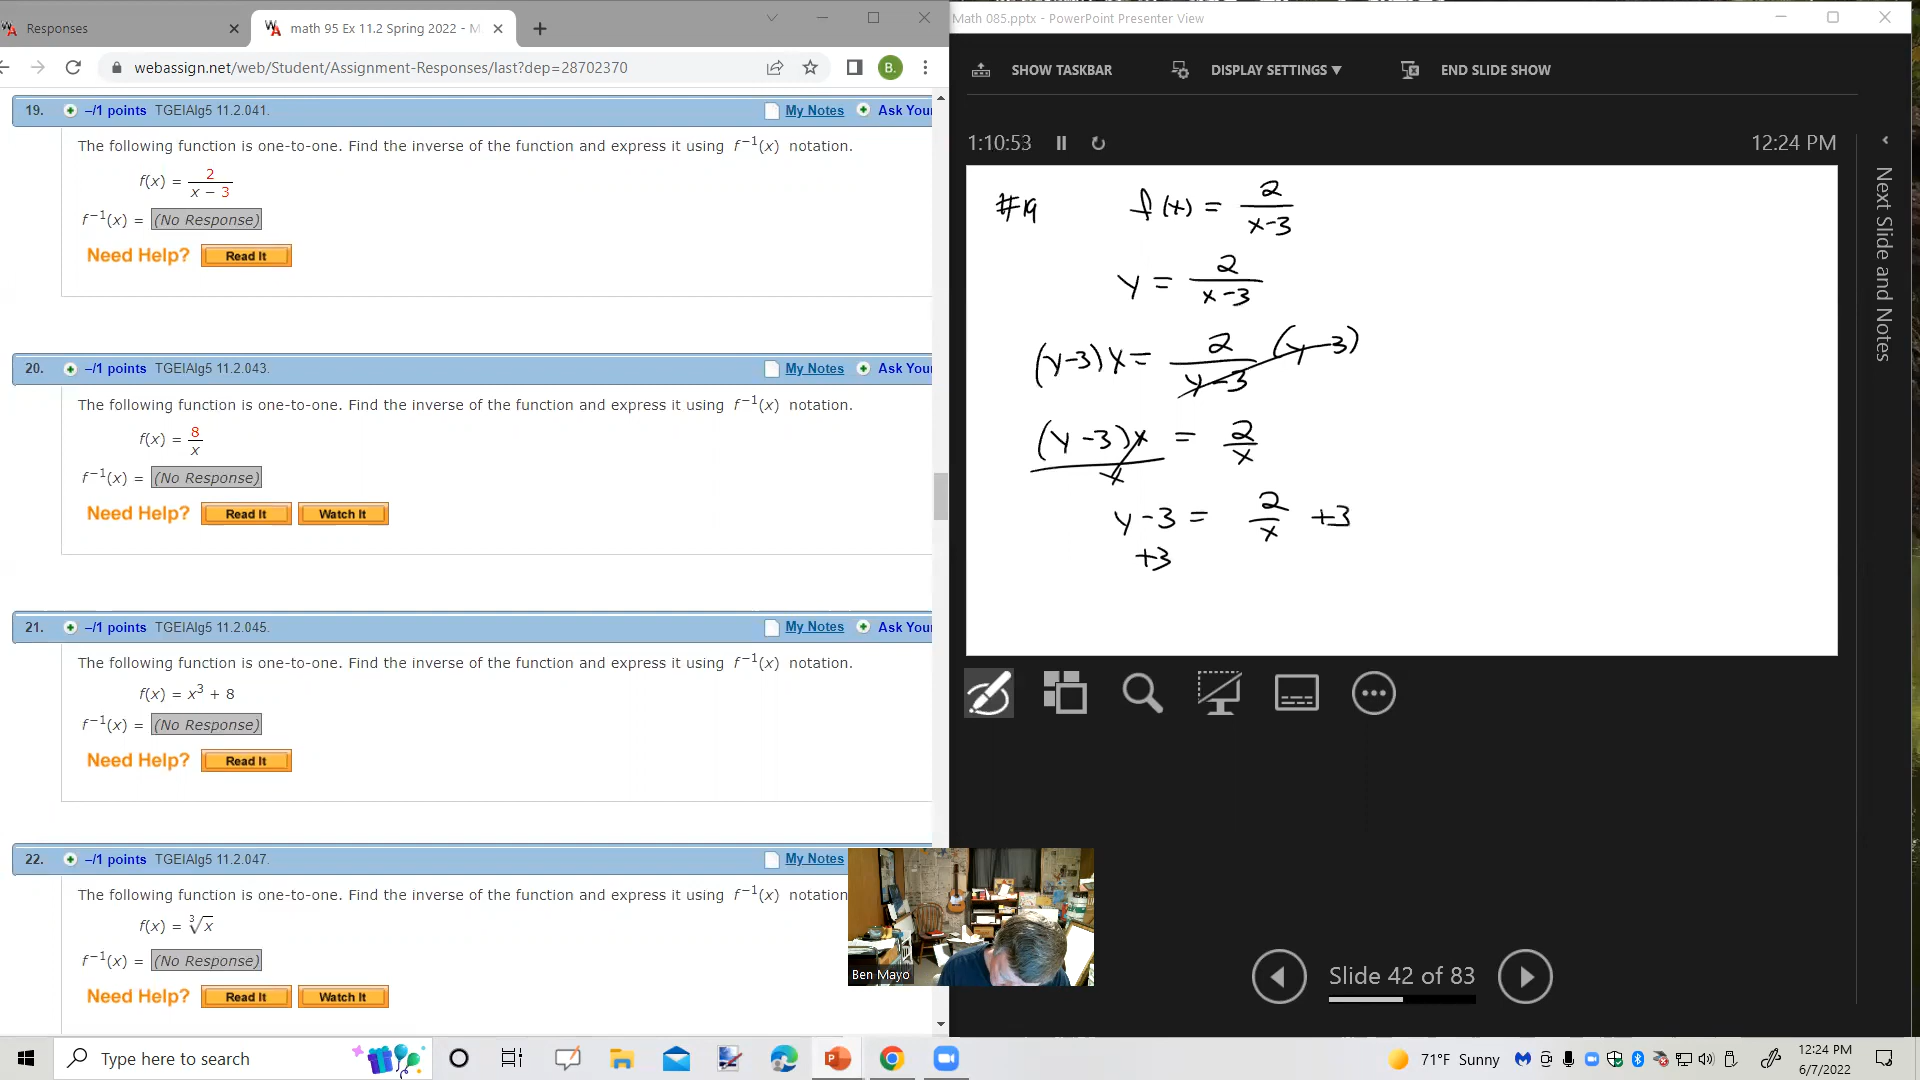 Responses
math 95 Ex 11.2 Spring 2022 - M
webassign.net/web/Student/Assignment-Responses/last?dep=28702370
B.
19. –/1 points TGEIAlg5 11.2.041. My Notes Ask Your
The following function is one-to-one. Find the inverse of the function and express it using f⁻¹(x) notation.
f(x) = 2/(x − 3)
f⁻¹(x) = (No Response)
Need Help? Read It
20. –/1 points TGEIAlg5 11.2.043. My Notes Ask Your
The following function is one-to-one. Find the inverse of the function and express it using f⁻¹(x) notation.
f(x) = 8/x
f⁻¹(x) = (No Response)
Need Help? Read It Watch It
21. –/1 points TGEIAlg5 11.2.045. My Notes Ask Your
The following function is one-to-one. Find the inverse of the function and express it using f⁻¹(x) notation.
f(x) = x³ + 8
f⁻¹(x) = (No Response)
Need Help? Read It
22. –/1 points TGEIAlg5 11.2.047. My Notes
The following function is one-to-one. Find the inverse of the function and express it using f⁻¹(x) notation
f(x) = ∛x
f⁻¹(x) = (No Response)
Need Help? Read It Watch It
Math 085.pptx - PowerPoint Presenter View
SHOW TASKBAR DISPLAY SETTINGS ▼ END SLIDE SHOW
1:10:53 12:24 PM
#19 f(x) = 2/(x-3)
y = 2/(x-3)
(y-3)x = 2/(y-3) (y-3)
(y-3)x/x = 2/x
y-3 = 2/x +3
+3
Next Slide and Notes
Ben Mayo
Slide 42 of 83
Type here to search
71°F Sunny
12:24 PM
6/7/2022